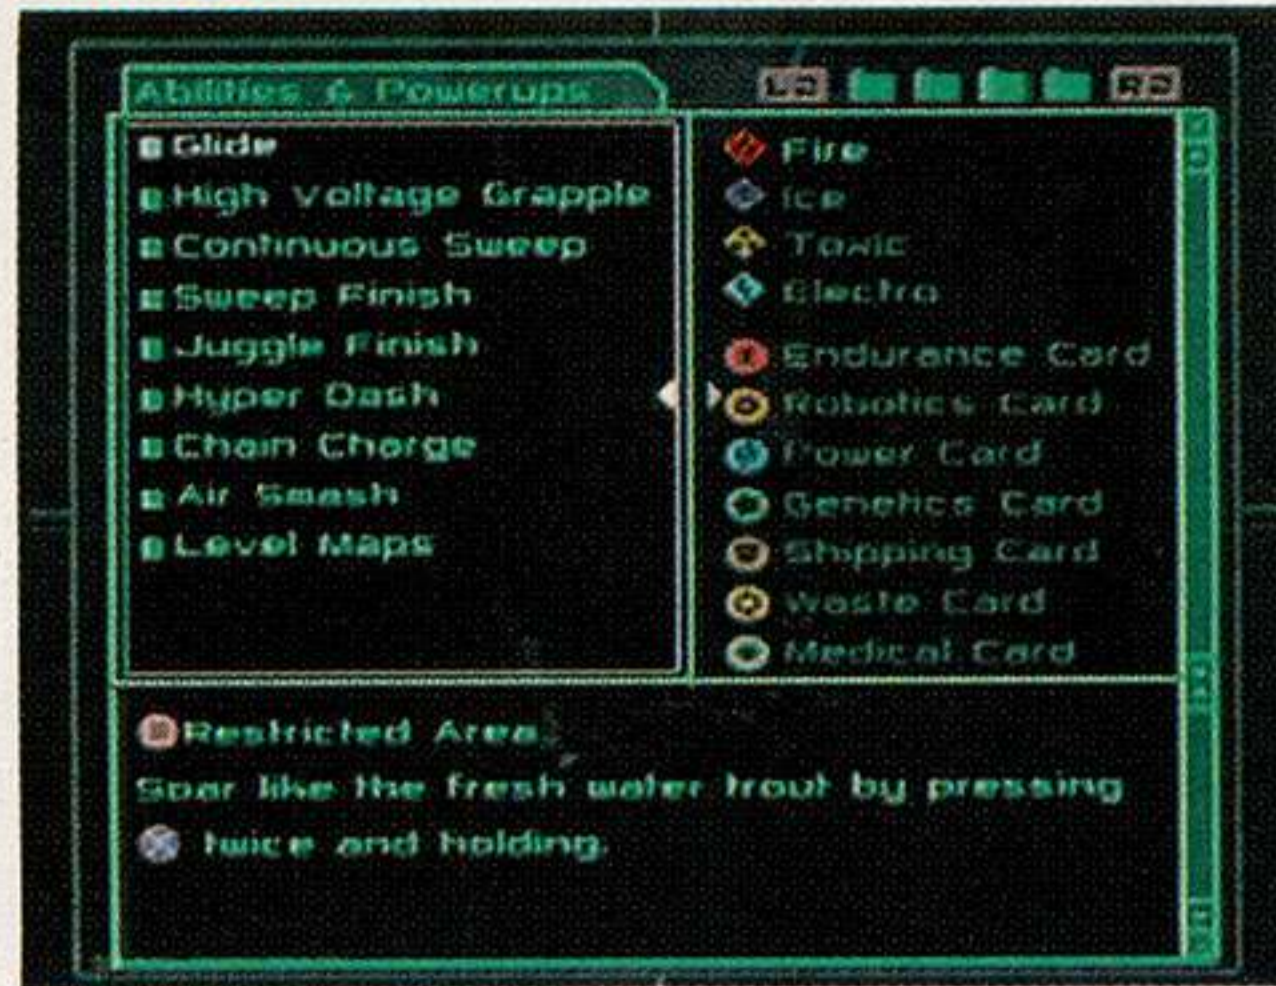 Abilities & Powerups
L2
R2
Glide
High Voltage Grapple
Continuous Sweep
Sweep Finish
Juggle Finish
Hyper Dash
Chain Charge
Air Smash
Level Maps
Fire
Ice
Toxic
Electro
Endurance Card
Robotics Card
Power Card
Genetics Card
Shipping Card
Waste Card
Medical Card
Restricted Area.
Soar like the fresh water trout by pressing
twice and holding.